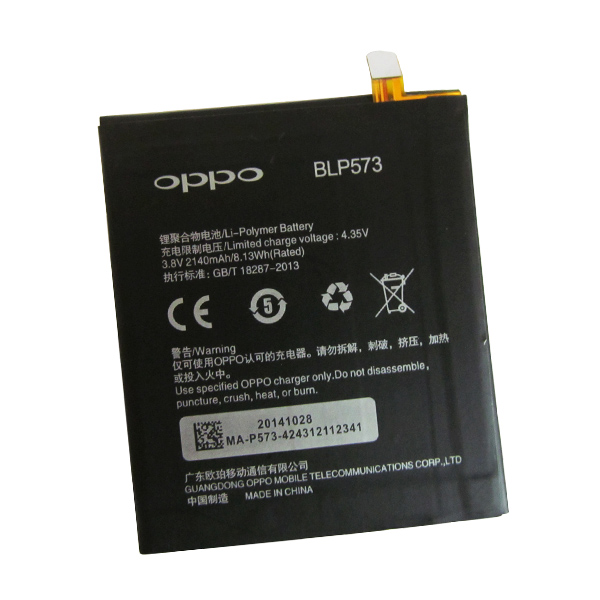 oppo
BLP573
锂聚合物电池/Li-Polymer Battery
充电限制电压/Limited charge voltage : 4.35V
3.8V 2140mAh/8.13Wh(Rated)
执行标准: GB/T 18287-2013
CE
5
警告/Warning
仅可使用OPPO认可的充电器。请勿拆解，刺破，挤压，加热
或投入火中。
Use specified OPPO charger only.Do not disassemble,
puncture, crush, heat, or burn.
20141028
MA-P573-424312112341
广东欧珀移动通信有限公司
GUANGDONG OPPO MOBILE TELECOMMUNICATIONS CORP.,LTD
中国制造 MADE IN CHINA